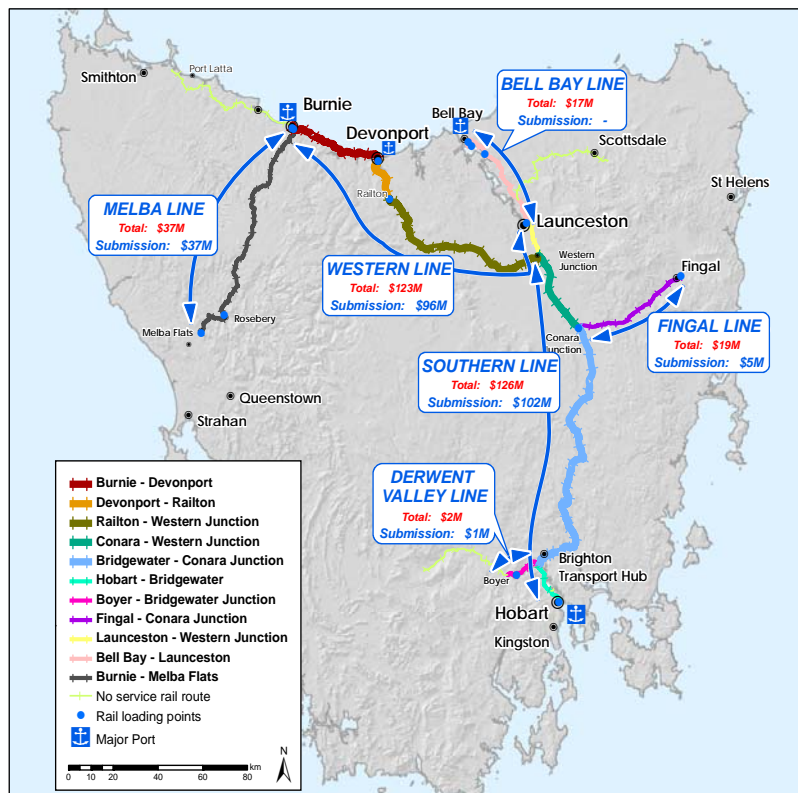 Smithton
Port Latta
Burnie
Devonport
Railton
Bell Bay
BELL BAY LINE
Total: $17M
Submission: -
Scottsdale
St Helens
Launceston
Western
Junction
MELBA LINE
Total: $37M
Submission: $37M
WESTERN LINE
Total: $123M
Submission: $96M
Fingal
FINGAL LINE
Total: $19M
Submission: $5M
Conara
Junction
Melba Flats
Rosebery
SOUTHERN LINE
Total: $126M
Submission: $102M
Queenstown
Strahan
DERWENT
VALLEY LINE
Total: $2M
Submission: $1M
Brighton
Transport Hub
Boyer
Hobart
Kingston
Burnie - Devonport
Devonport - Railton
Railton - Western Junction
Conara - Western Junction
Bridgewater - Conara Junction
Hobart - Bridgewater
Boyer - Bridgewater Junction
Fingal - Conara Junction
Launceston - Western Junction
Bell Bay - Launceston
Burnie - Melba Flats
No service rail route
Rail loading points
Major Port
N
km
0 10 20 40 60 80